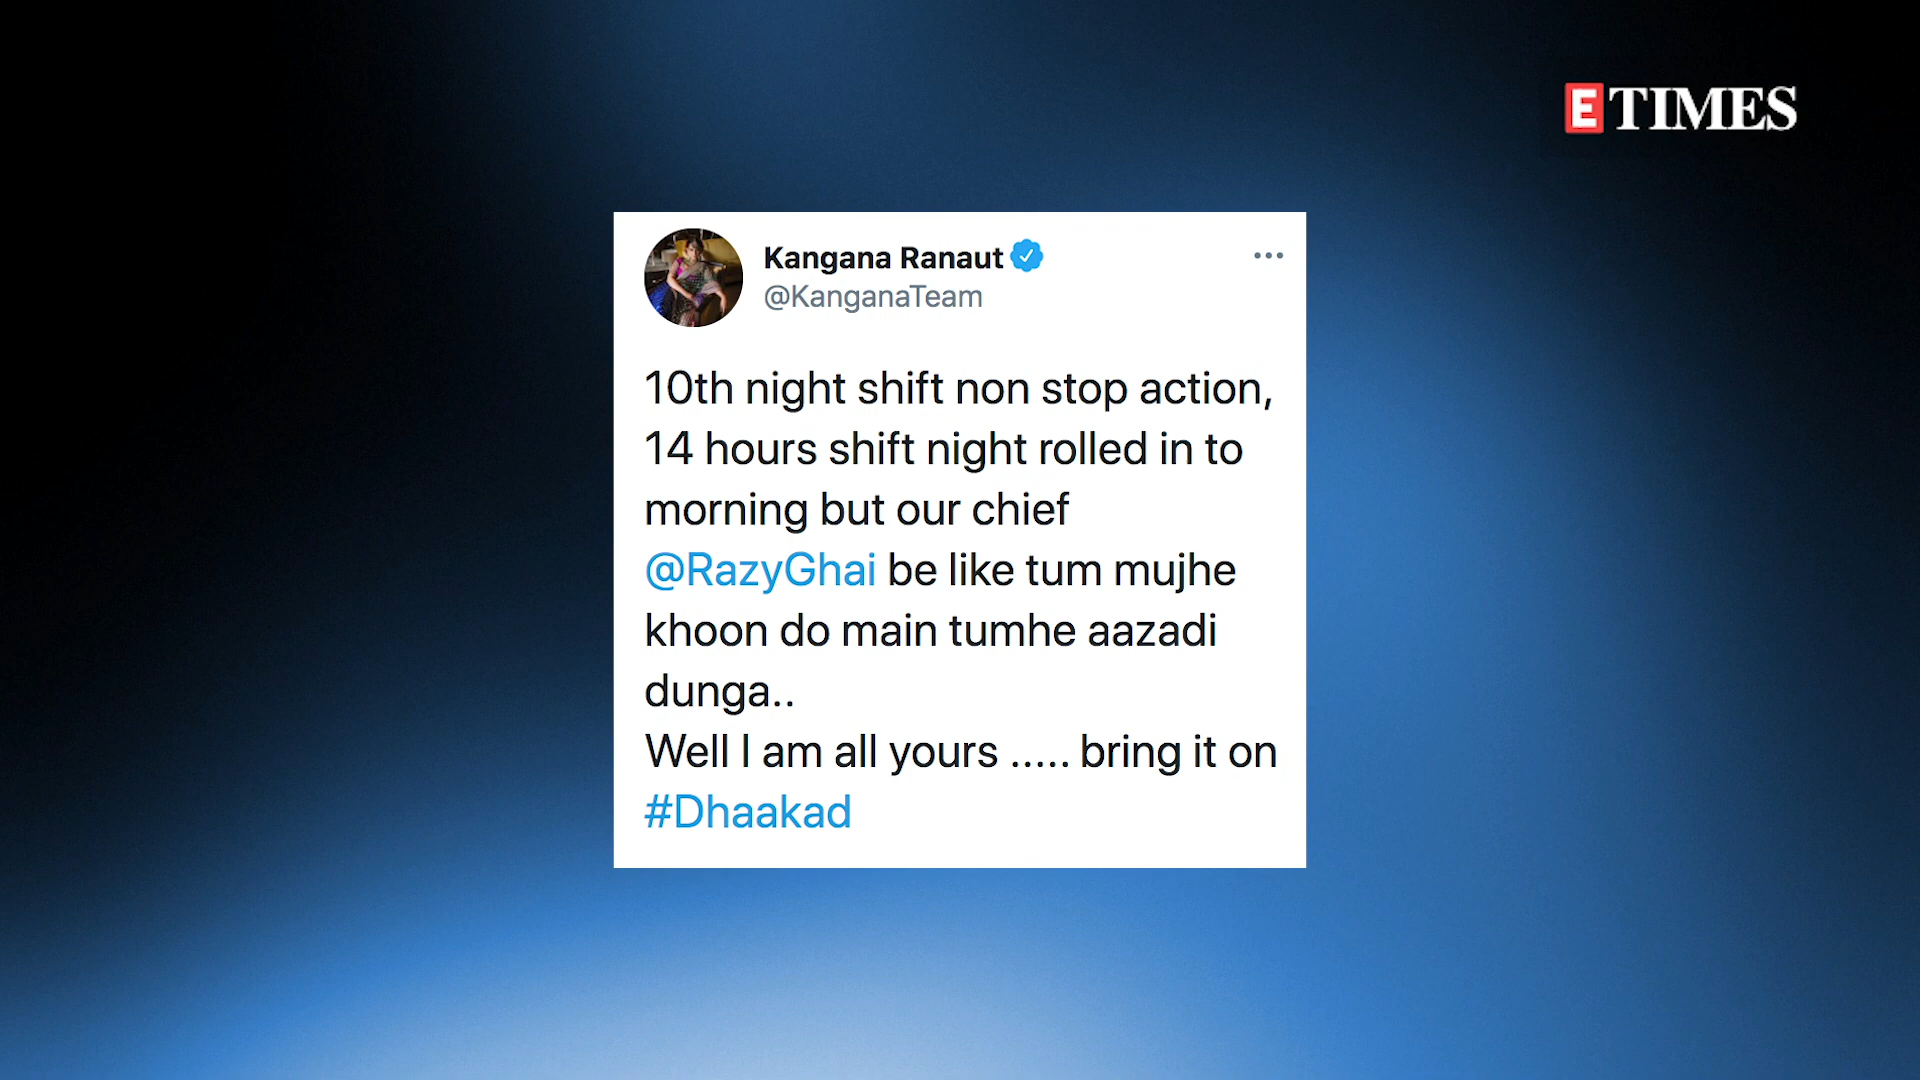 E TIMES
Kangana Ranaut
@KanganaTeam
10th night shift non stop action,
14 hours shift night rolled in to
morning but our chief
@RazyGhai be like tum mujhe
khoon do main tumhe aazadi
dunga..
Well I am all yours ..... bring it on
#Dhaakad